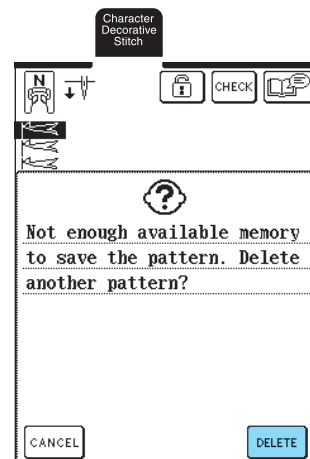 Character
Decorative
Stitch
N
CHECK
Not enough available memory
to save the pattern. Delete
another pattern?
CANCEL
DELETE